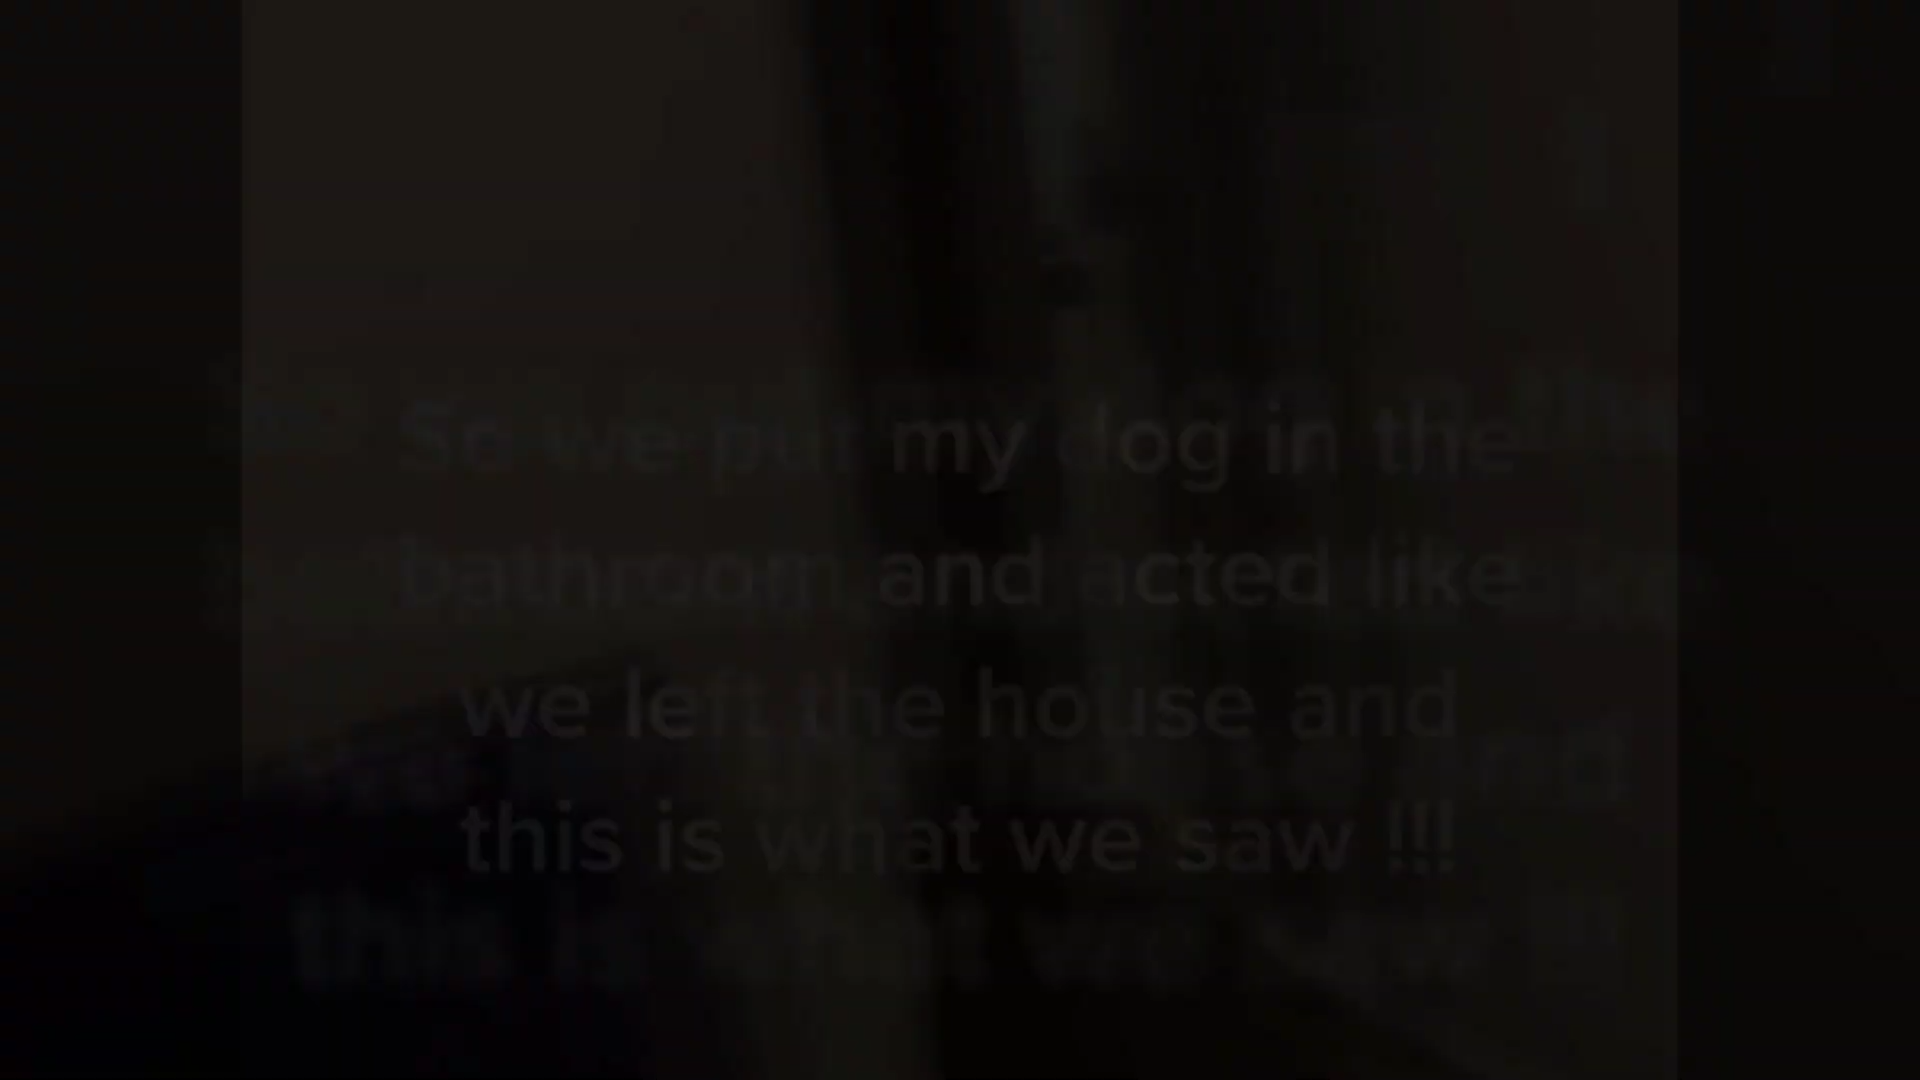 So we put my dog in the
bathroom and acted like
we left the house and
this is what we saw !!!